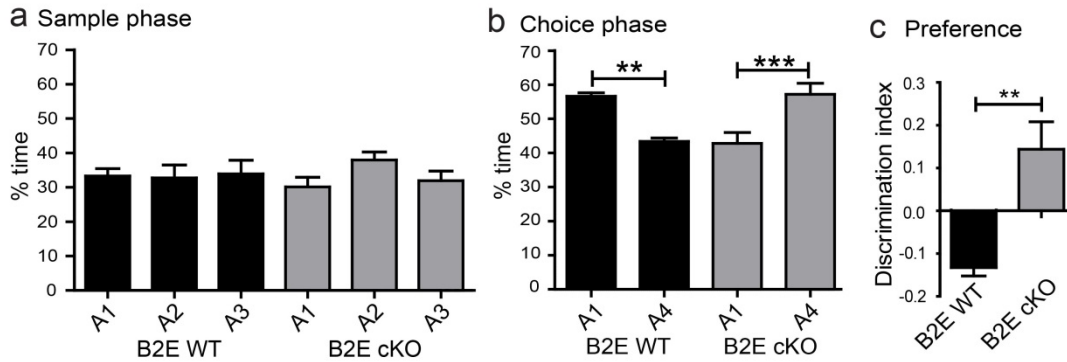 a Sample phase
% time
70
60
50
40
30
20
10
0
A1 A2 A3 A1 A2 A3
B2E WT B2E cKO
b Choice phase
% time
70
60
50
40
30
20
10
0
** ***
A1 A4 A1 A4
B2E WT B2E cKO
c Preference
Discrimination index
0.3
0.2
0.1
0.0
-0.1
-0.2
**
B2E WT B2E cKO